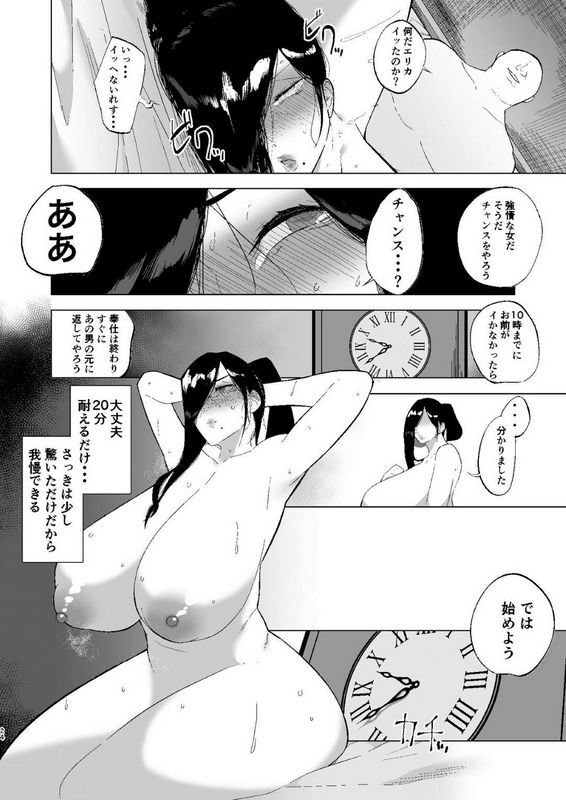 何だエリカ
イッたのか？
いっ・・・
イッへないれす・・・
ビクッ
ビクッ
強情な女だ
そうだ
チャンスをやろう
チャンス・・・？
ああ
10時までに
お前が
イかなかったら
奉仕は終わり
すぐに
あの男の元に
返してやろう
・・・
分かりました
大丈夫
20分
耐えるだけ・・・
さっきは少し
驚いただけだから
我慢できる
では
始めよう
カチ